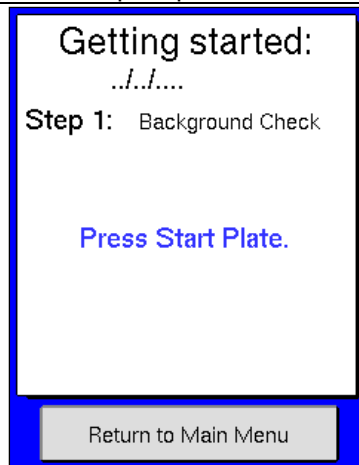 Getting started:
../../....
Step 1: Background Check
Press Start Plate.
Return to Main Menu